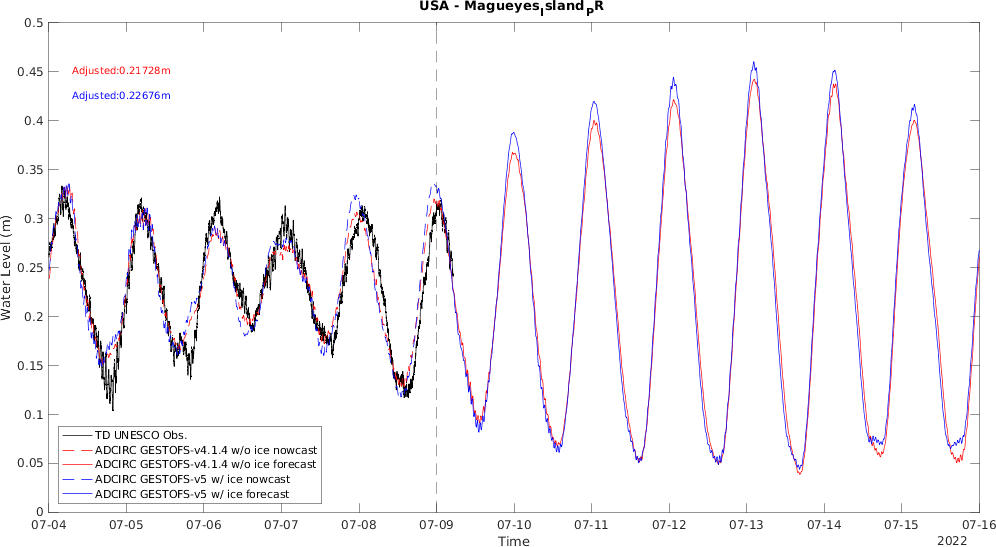 USA - Magueyes_Island_PR
0.5
0.45
0.4
0.35
0.3
0.25
0.2
0.15
0.1
0.05
0
Water Level (m)
Adjusted:0.21728m
Adjusted:0.22676m
TD UNESCO Obs.
ADCIRC GESTOFS-v4.1.4 w/o ice nowcast
ADCIRC GESTOFS-v4.1.4 w/o ice forecast
ADCIRC GESTOFS-v5 w/ ice nowcast
ADCIRC GESTOFS-v5 w/ ice forecast
07-04 07-05 07-06 07-07 07-08 07-09 07-10 07-11 07-12 07-13 07-14 07-15 07-16
Time
2022